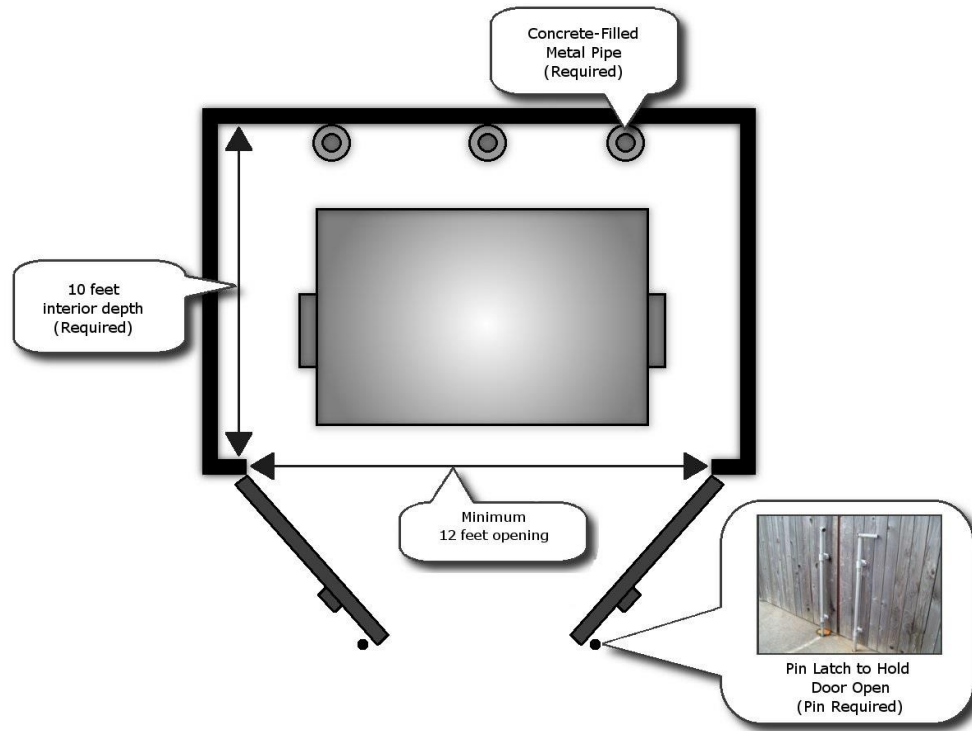 Concrete-Filled
Metal Pipe
(Required)
10 feet
interior depth
(Required)
Minimum
12 feet opening
Pin Latch to Hold
Door Open
(Pin Required)